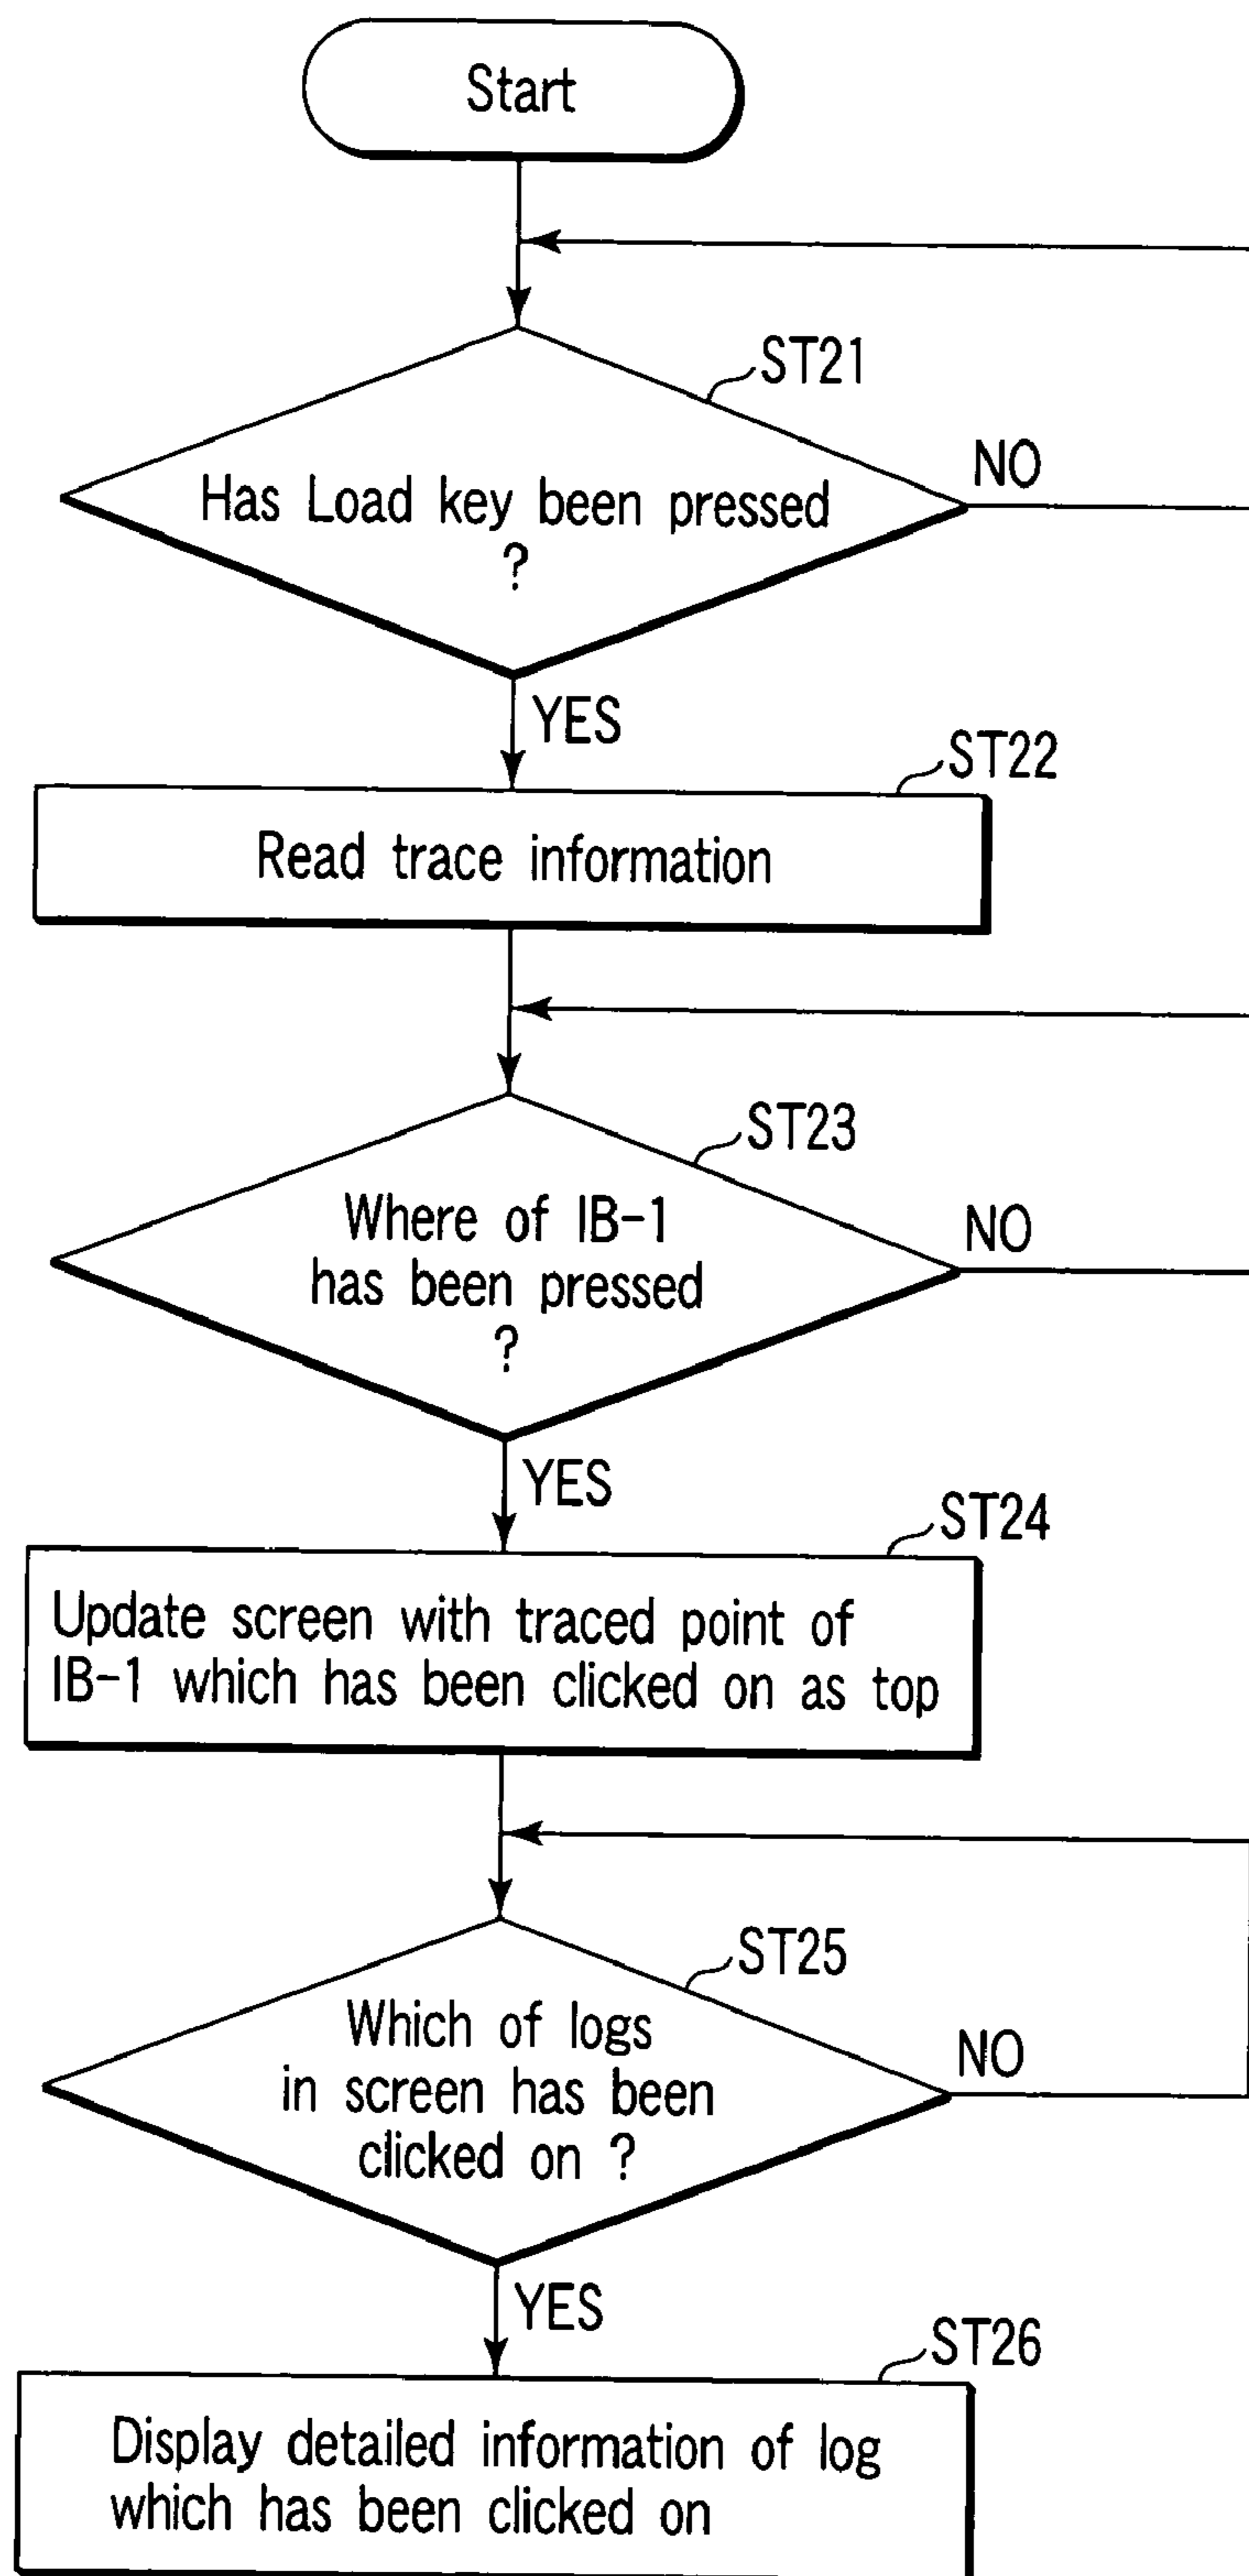 Start
ST21
Has Load key been pressed
?
NO
YES
ST22
Read trace information
ST23
Where of IB-1
has been pressed
?
NO
YES
ST24
Update screen with traced point of
IB-1 which has been clicked on as top
ST25
Which of logs
in screen has been
clicked on ?
NO
YES
ST26
Display detailed information of log
which has been clicked on